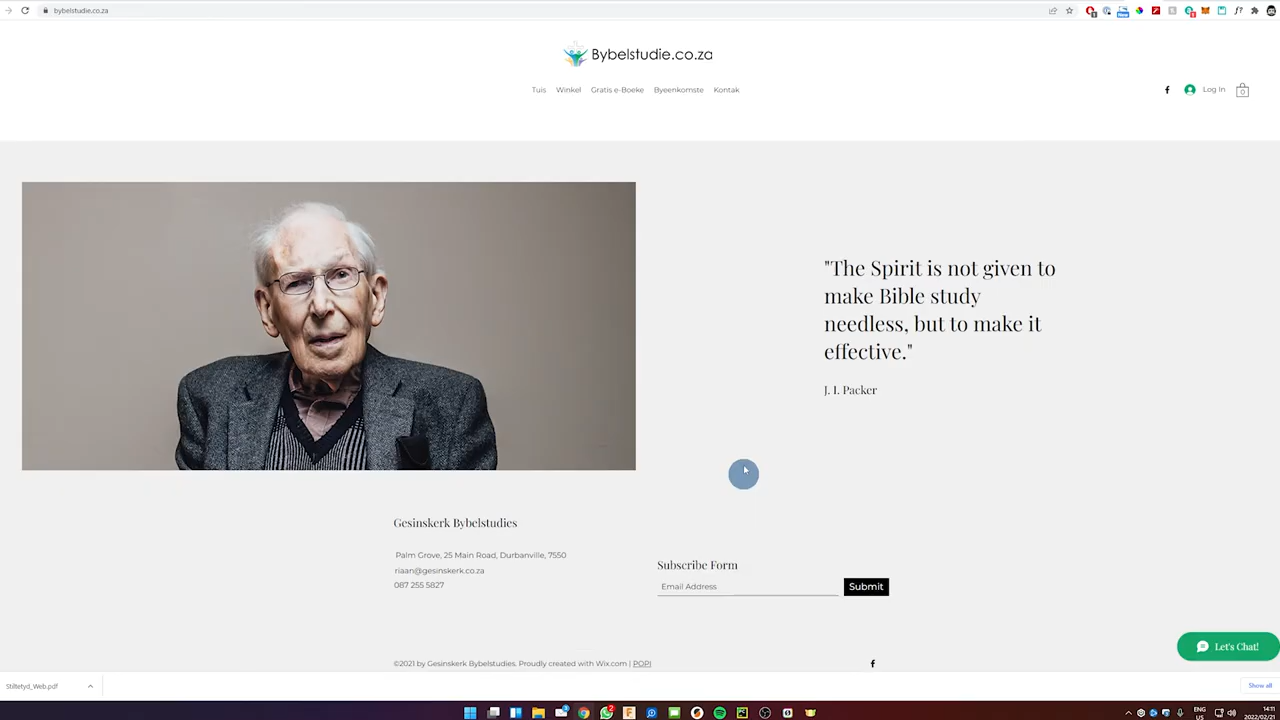 bybelstudie.co.za
Bybelstudie.co.za
Tuis Winkel Gratis e-Boeke Byeenkomste Kontak
Log In
0
"The Spirit is not given to
make Bible study
needless, but to make it
effective."
J. I. Packer
Gesinskerk Bybelstudies
Palm Grove, 25 Main Road, Durbanville, 7550
riaan@gesinskerk.co.za
087 255 5827
Subscribe Form
Email Address
Submit
Let's Chat!
©2021 by Gesinskerk Bybelstudies. Proudly created with Wix.com | POPI
Stiltetyd_Web.pdf
Show all
ENG
US
14:11
2022/02/21